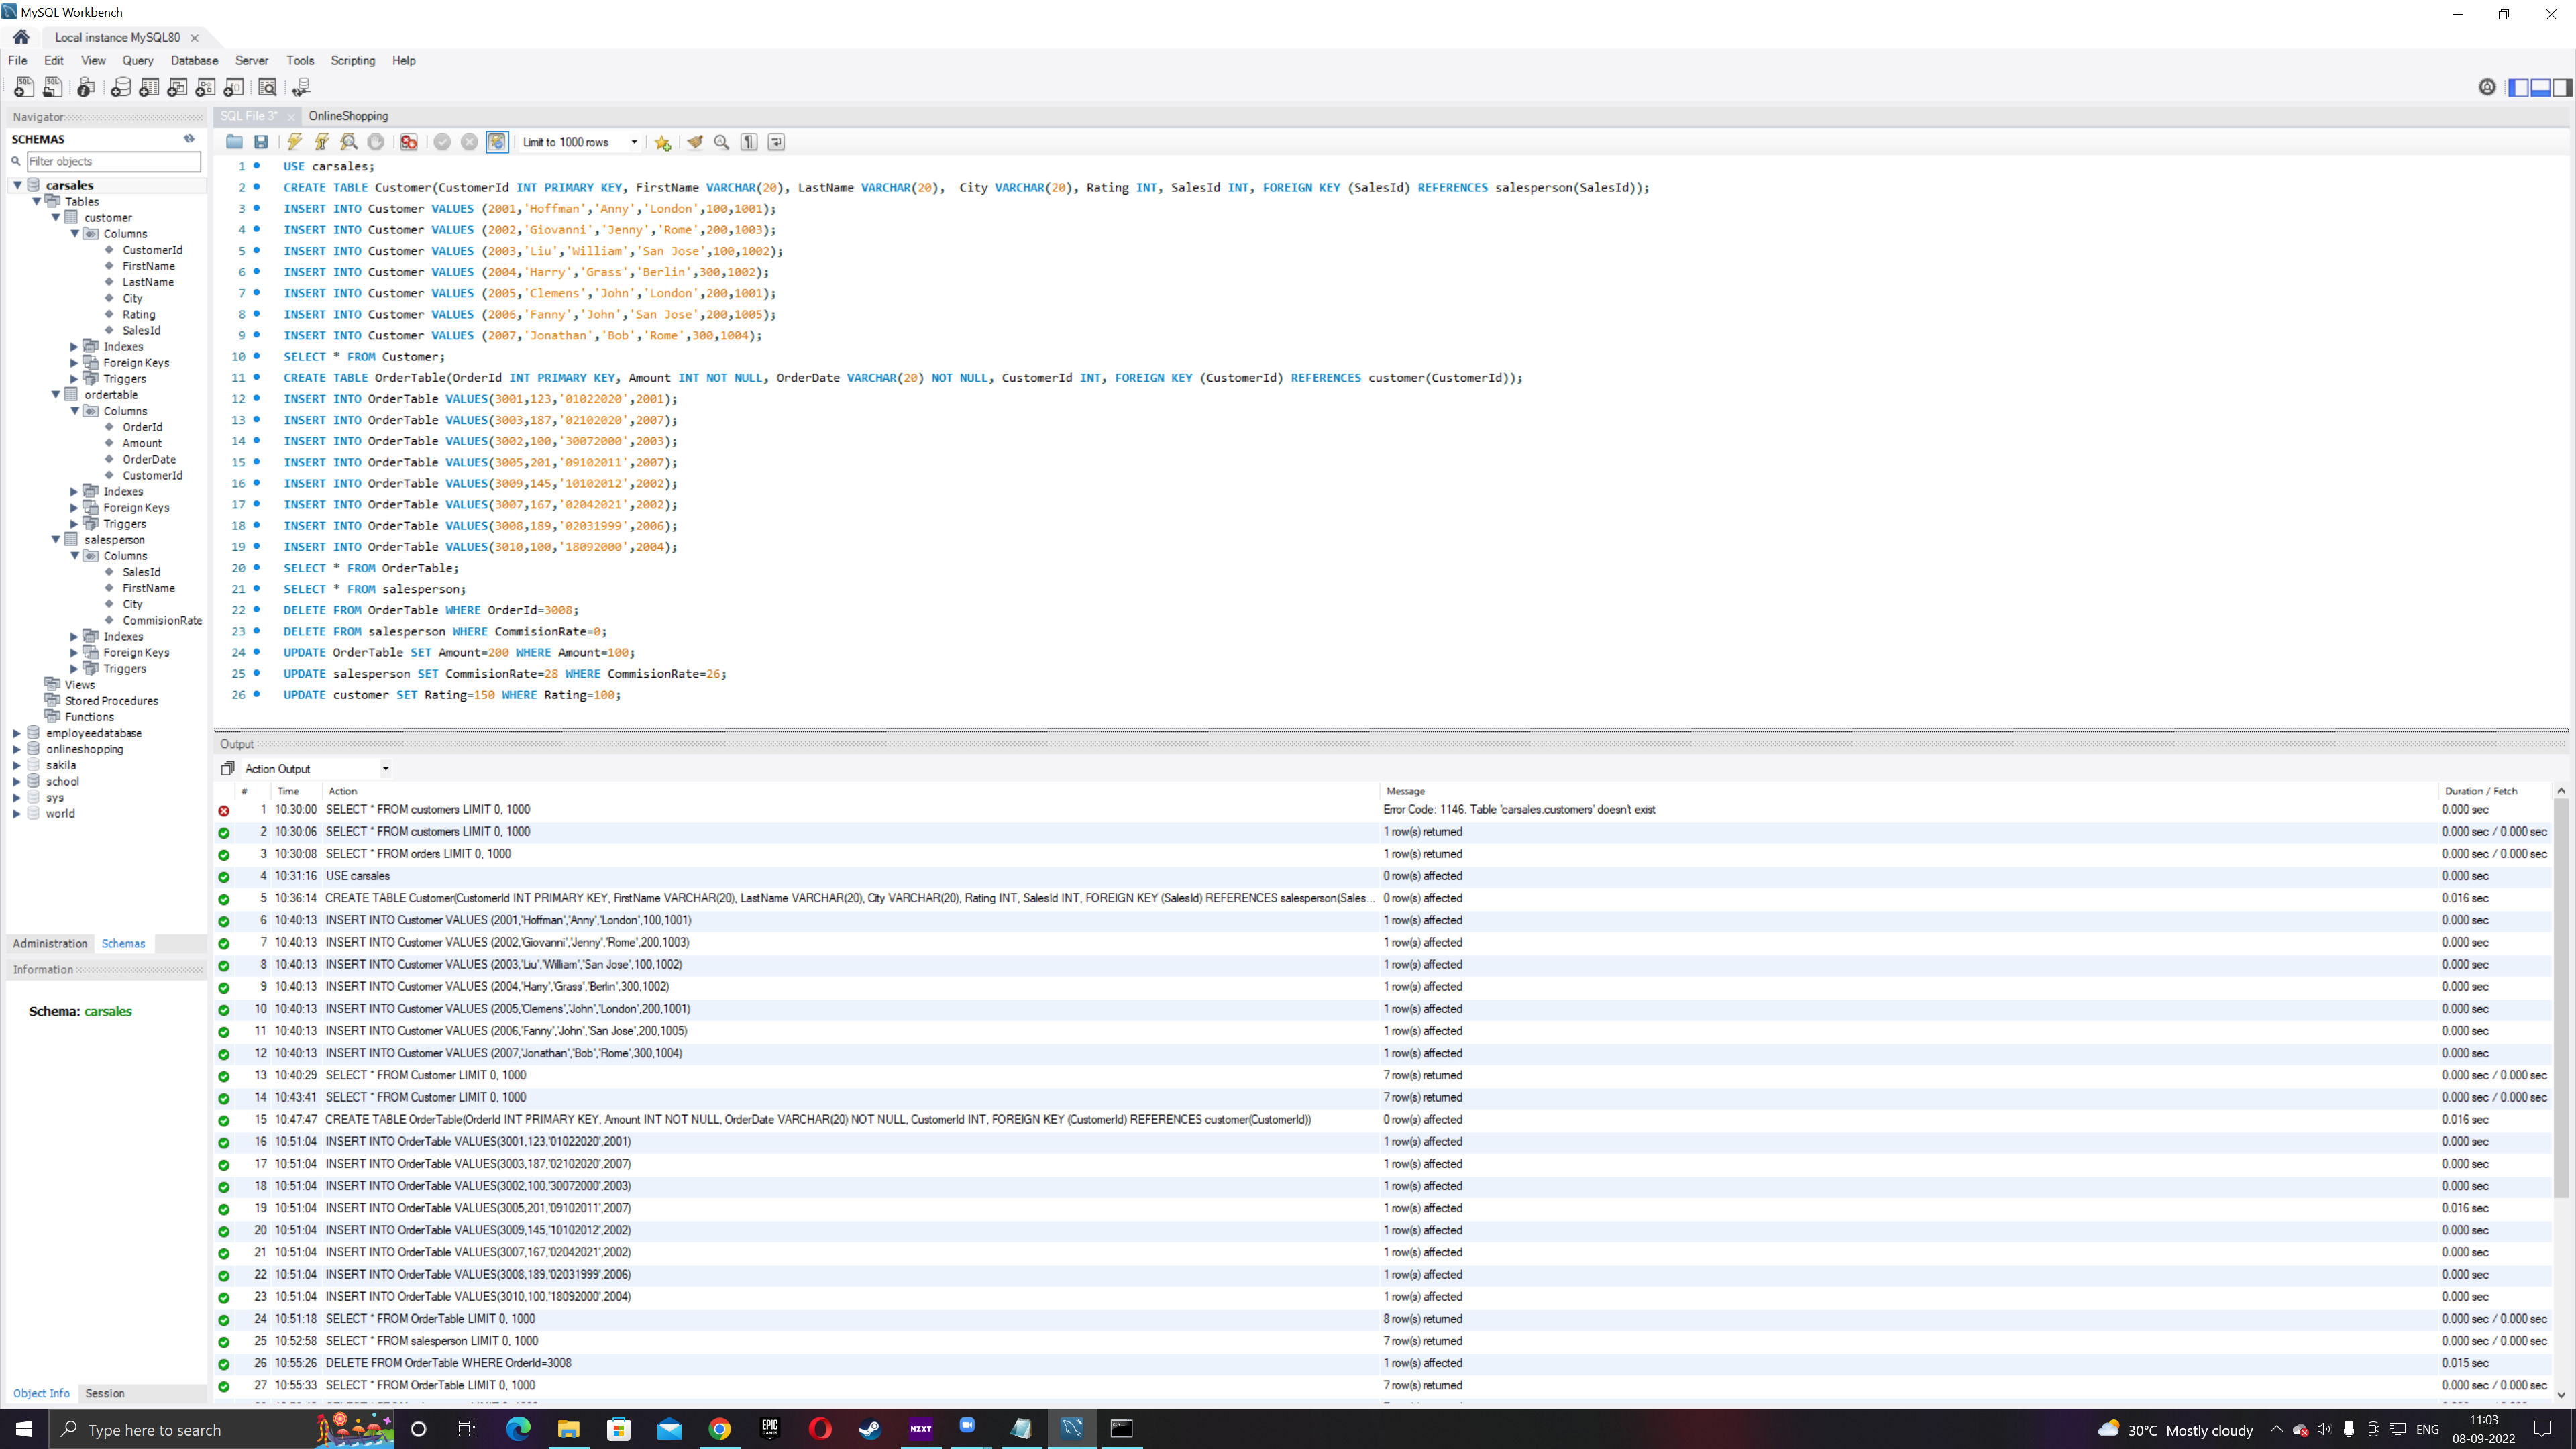 MySQL Workbench
Local instance MySQL80
File Edit View Query Database Server Tools Scripting Help
Navigator
SCHEMAS
Filter objects
carsales
Tables
customer
Columns
CustomerId
FirstName
LastName
City
Rating
SalesId
Indexes
Foreign Keys
Triggers
ordertable
Columns
OrderId
Amount
OrderDate
CustomerId
Indexes
Foreign Keys
Triggers
salesperson
Columns
SalesId
FirstName
City
CommisionRate
Indexes
Foreign Keys
Triggers
Views
Stored Procedures
Functions
employeedatabase
onlineshopping
sakila
school
sys
world
Administration Schemas
Information
Schema: carsales
Object Info Session
SQL File 3* OnlineShopping
Limit to 1000 rows
1 USE carsales;
2 CREATE TABLE Customer(CustomerId INT PRIMARY KEY, FirstName VARCHAR(20), LastName VARCHAR(20),  City VARCHAR(20), Rating INT, SalesId INT, FOREIGN KEY (SalesId) REFERENCES salesperson(SalesId));
3 INSERT INTO Customer VALUES (2001,'Hoffman','Anny','London',100,1001);
4 INSERT INTO Customer VALUES (2002,'Giovanni','Jenny','Rome',200,1003);
5 INSERT INTO Customer VALUES (2003,'Liu','William','San Jose',100,1002);
6 INSERT INTO Customer VALUES (2004,'Harry','Grass','Berlin',300,1002);
7 INSERT INTO Customer VALUES (2005,'Clemens','John','London',200,1001);
8 INSERT INTO Customer VALUES (2006,'Fanny','John','San Jose',200,1005);
9 INSERT INTO Customer VALUES (2007,'Jonathan','Bob','Rome',300,1004);
10 SELECT * FROM Customer;
11 CREATE TABLE OrderTable(OrderId INT PRIMARY KEY, Amount INT NOT NULL, OrderDate VARCHAR(20) NOT NULL, CustomerId INT, FOREIGN KEY (CustomerId) REFERENCES customer(CustomerId));
12 INSERT INTO OrderTable VALUES(3001,123,'01022020',2001);
13 INSERT INTO OrderTable VALUES(3003,187,'02102020',2007);
14 INSERT INTO OrderTable VALUES(3002,100,'30072000',2003);
15 INSERT INTO OrderTable VALUES(3005,201,'09102011',2007);
16 INSERT INTO OrderTable VALUES(3009,145,'10102012',2002);
17 INSERT INTO OrderTable VALUES(3007,167,'02042021',2002);
18 INSERT INTO OrderTable VALUES(3008,189,'02031999',2006);
19 INSERT INTO OrderTable VALUES(3010,100,'18092000',2004);
20 SELECT * FROM OrderTable;
21 SELECT * FROM salesperson;
22 DELETE FROM OrderTable WHERE OrderId=3008;
23 DELETE FROM salesperson WHERE CommisionRate=0;
24 UPDATE OrderTable SET Amount=200 WHERE Amount=100;
25 UPDATE salesperson SET CommisionRate=28 WHERE CommisionRate=26;
26 UPDATE customer SET Rating=150 WHERE Rating=100;
Output
Action Output
# Time Action Message Duration / Fetch
1 10:30:00 SELECT * FROM customers LIMIT 0, 1000 Error Code: 1146. Table 'carsales.customers' doesn't exist 0.000 sec
2 10:30:06 SELECT * FROM customers LIMIT 0, 1000 1 row(s) returned 0.000 sec / 0.000 sec
3 10:30:08 SELECT * FROM orders LIMIT 0, 1000 1 row(s) returned 0.000 sec / 0.000 sec
4 10:31:16 USE carsales 0 row(s) affected 0.000 sec
5 10:36:14 CREATE TABLE Customer(CustomerId INT PRIMARY KEY, FirstName VARCHAR(20), LastName VARCHAR(20), City VARCHAR(20), Rating INT, SalesId INT, FOREIGN KEY (SalesId) REFERENCES salesperson(Sales... 0 row(s) affected 0.016 sec
6 10:40:13 INSERT INTO Customer VALUES (2001,'Hoffman','Anny','London',100,1001) 1 row(s) affected 0.000 sec
7 10:40:13 INSERT INTO Customer VALUES (2002,'Giovanni','Jenny','Rome',200,1003) 1 row(s) affected 0.000 sec
8 10:40:13 INSERT INTO Customer VALUES (2003,'Liu','William','San Jose',100,1002) 1 row(s) affected 0.000 sec
9 10:40:13 INSERT INTO Customer VALUES (2004,'Harry','Grass','Berlin',300,1002) 1 row(s) affected 0.000 sec
10 10:40:13 INSERT INTO Customer VALUES (2005,'Clemens','John','London',200,1001) 1 row(s) affected 0.000 sec
11 10:40:13 INSERT INTO Customer VALUES (2006,'Fanny','John','San Jose',200,1005) 1 row(s) affected 0.000 sec
12 10:40:13 INSERT INTO Customer VALUES (2007,'Jonathan','Bob','Rome',300,1004) 1 row(s) affected 0.000 sec
13 10:40:29 SELECT * FROM Customer LIMIT 0, 1000 7 row(s) returned 0.000 sec / 0.000 sec
14 10:43:41 SELECT * FROM Customer LIMIT 0, 1000 7 row(s) returned 0.000 sec / 0.000 sec
15 10:47:47 CREATE TABLE OrderTable(OrderId INT PRIMARY KEY, Amount INT NOT NULL, OrderDate VARCHAR(20) NOT NULL, CustomerId INT, FOREIGN KEY (CustomerId) REFERENCES customer(CustomerId)) 0 row(s) affected 0.016 sec
16 10:51:04 INSERT INTO OrderTable VALUES(3001,123,'01022020',2001) 1 row(s) affected 0.000 sec
17 10:51:04 INSERT INTO OrderTable VALUES(3003,187,'02102020',2007) 1 row(s) affected 0.000 sec
18 10:51:04 INSERT INTO OrderTable VALUES(3002,100,'30072000',2003) 1 row(s) affected 0.000 sec
19 10:51:04 INSERT INTO OrderTable VALUES(3005,201,'09102011',2007) 1 row(s) affected 0.016 sec
20 10:51:04 INSERT INTO OrderTable VALUES(3009,145,'10102012',2002) 1 row(s) affected 0.000 sec
21 10:51:04 INSERT INTO OrderTable VALUES(3007,167,'02042021',2002) 1 row(s) affected 0.000 sec
22 10:51:04 INSERT INTO OrderTable VALUES(3008,189,'02031999',2006) 1 row(s) affected 0.000 sec
23 10:51:04 INSERT INTO OrderTable VALUES(3010,100,'18092000',2004) 1 row(s) affected 0.000 sec
24 10:51:18 SELECT * FROM OrderTable LIMIT 0, 1000 8 row(s) returned 0.000 sec / 0.000 sec
25 10:52:58 SELECT * FROM salesperson LIMIT 0, 1000 7 row(s) returned 0.000 sec / 0.000 sec
26 10:55:26 DELETE FROM OrderTable WHERE OrderId=3008 1 row(s) affected 0.015 sec
27 10:55:33 SELECT * FROM OrderTable LIMIT 0, 1000 7 row(s) returned 0.000 sec / 0.000 sec
Type here to search
EPIC GAMES
NZXT
30°C Mostly cloudy
ENG
11:03
08-09-2022